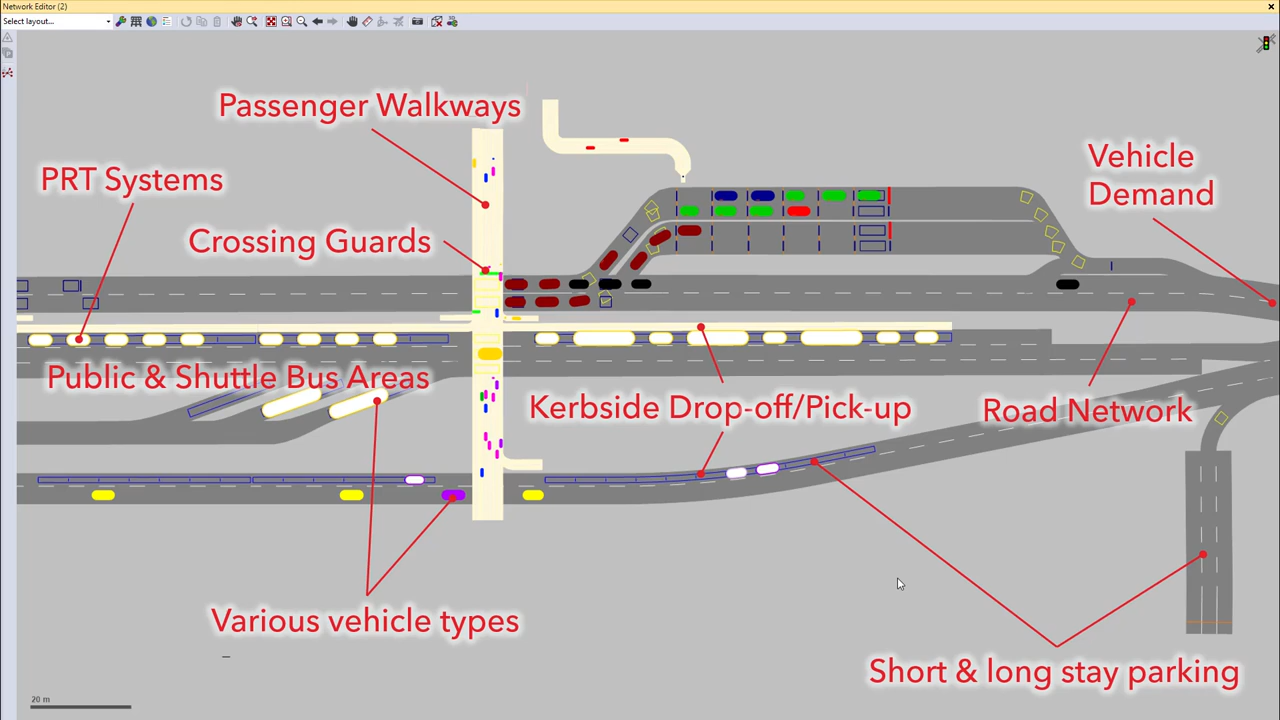 Network Editor (2)
Select layout...
Passenger Walkways
Vehicle
Demand
PRT Systems
Crossing Guards
Public & Shuttle Bus Areas
Kerbside Drop-off/Pick-up
Road Network
Various vehicle types
Short & long stay parking
20 m